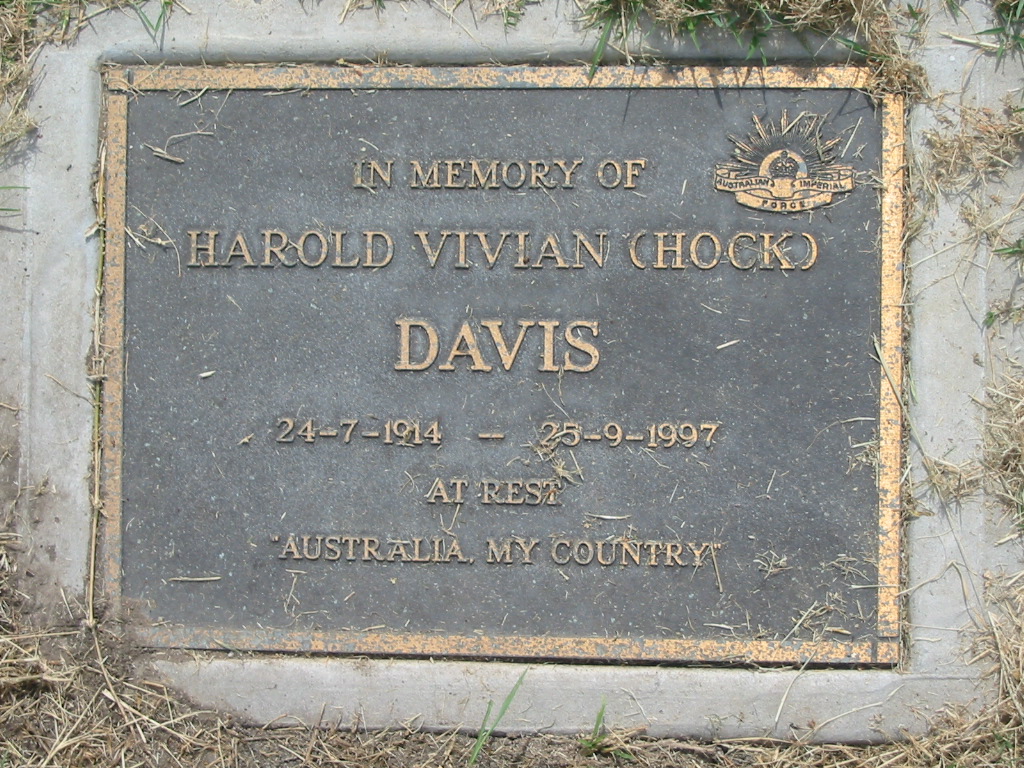 IN MEMORY OF
AUSTRALIAN IMPERIAL
FORCE
HAROLD VIVIAN (HOCK)
DAVIS
24-7-1914 - 25-9-1997
AT REST
"AUSTRALIA, MY COUNTRY"